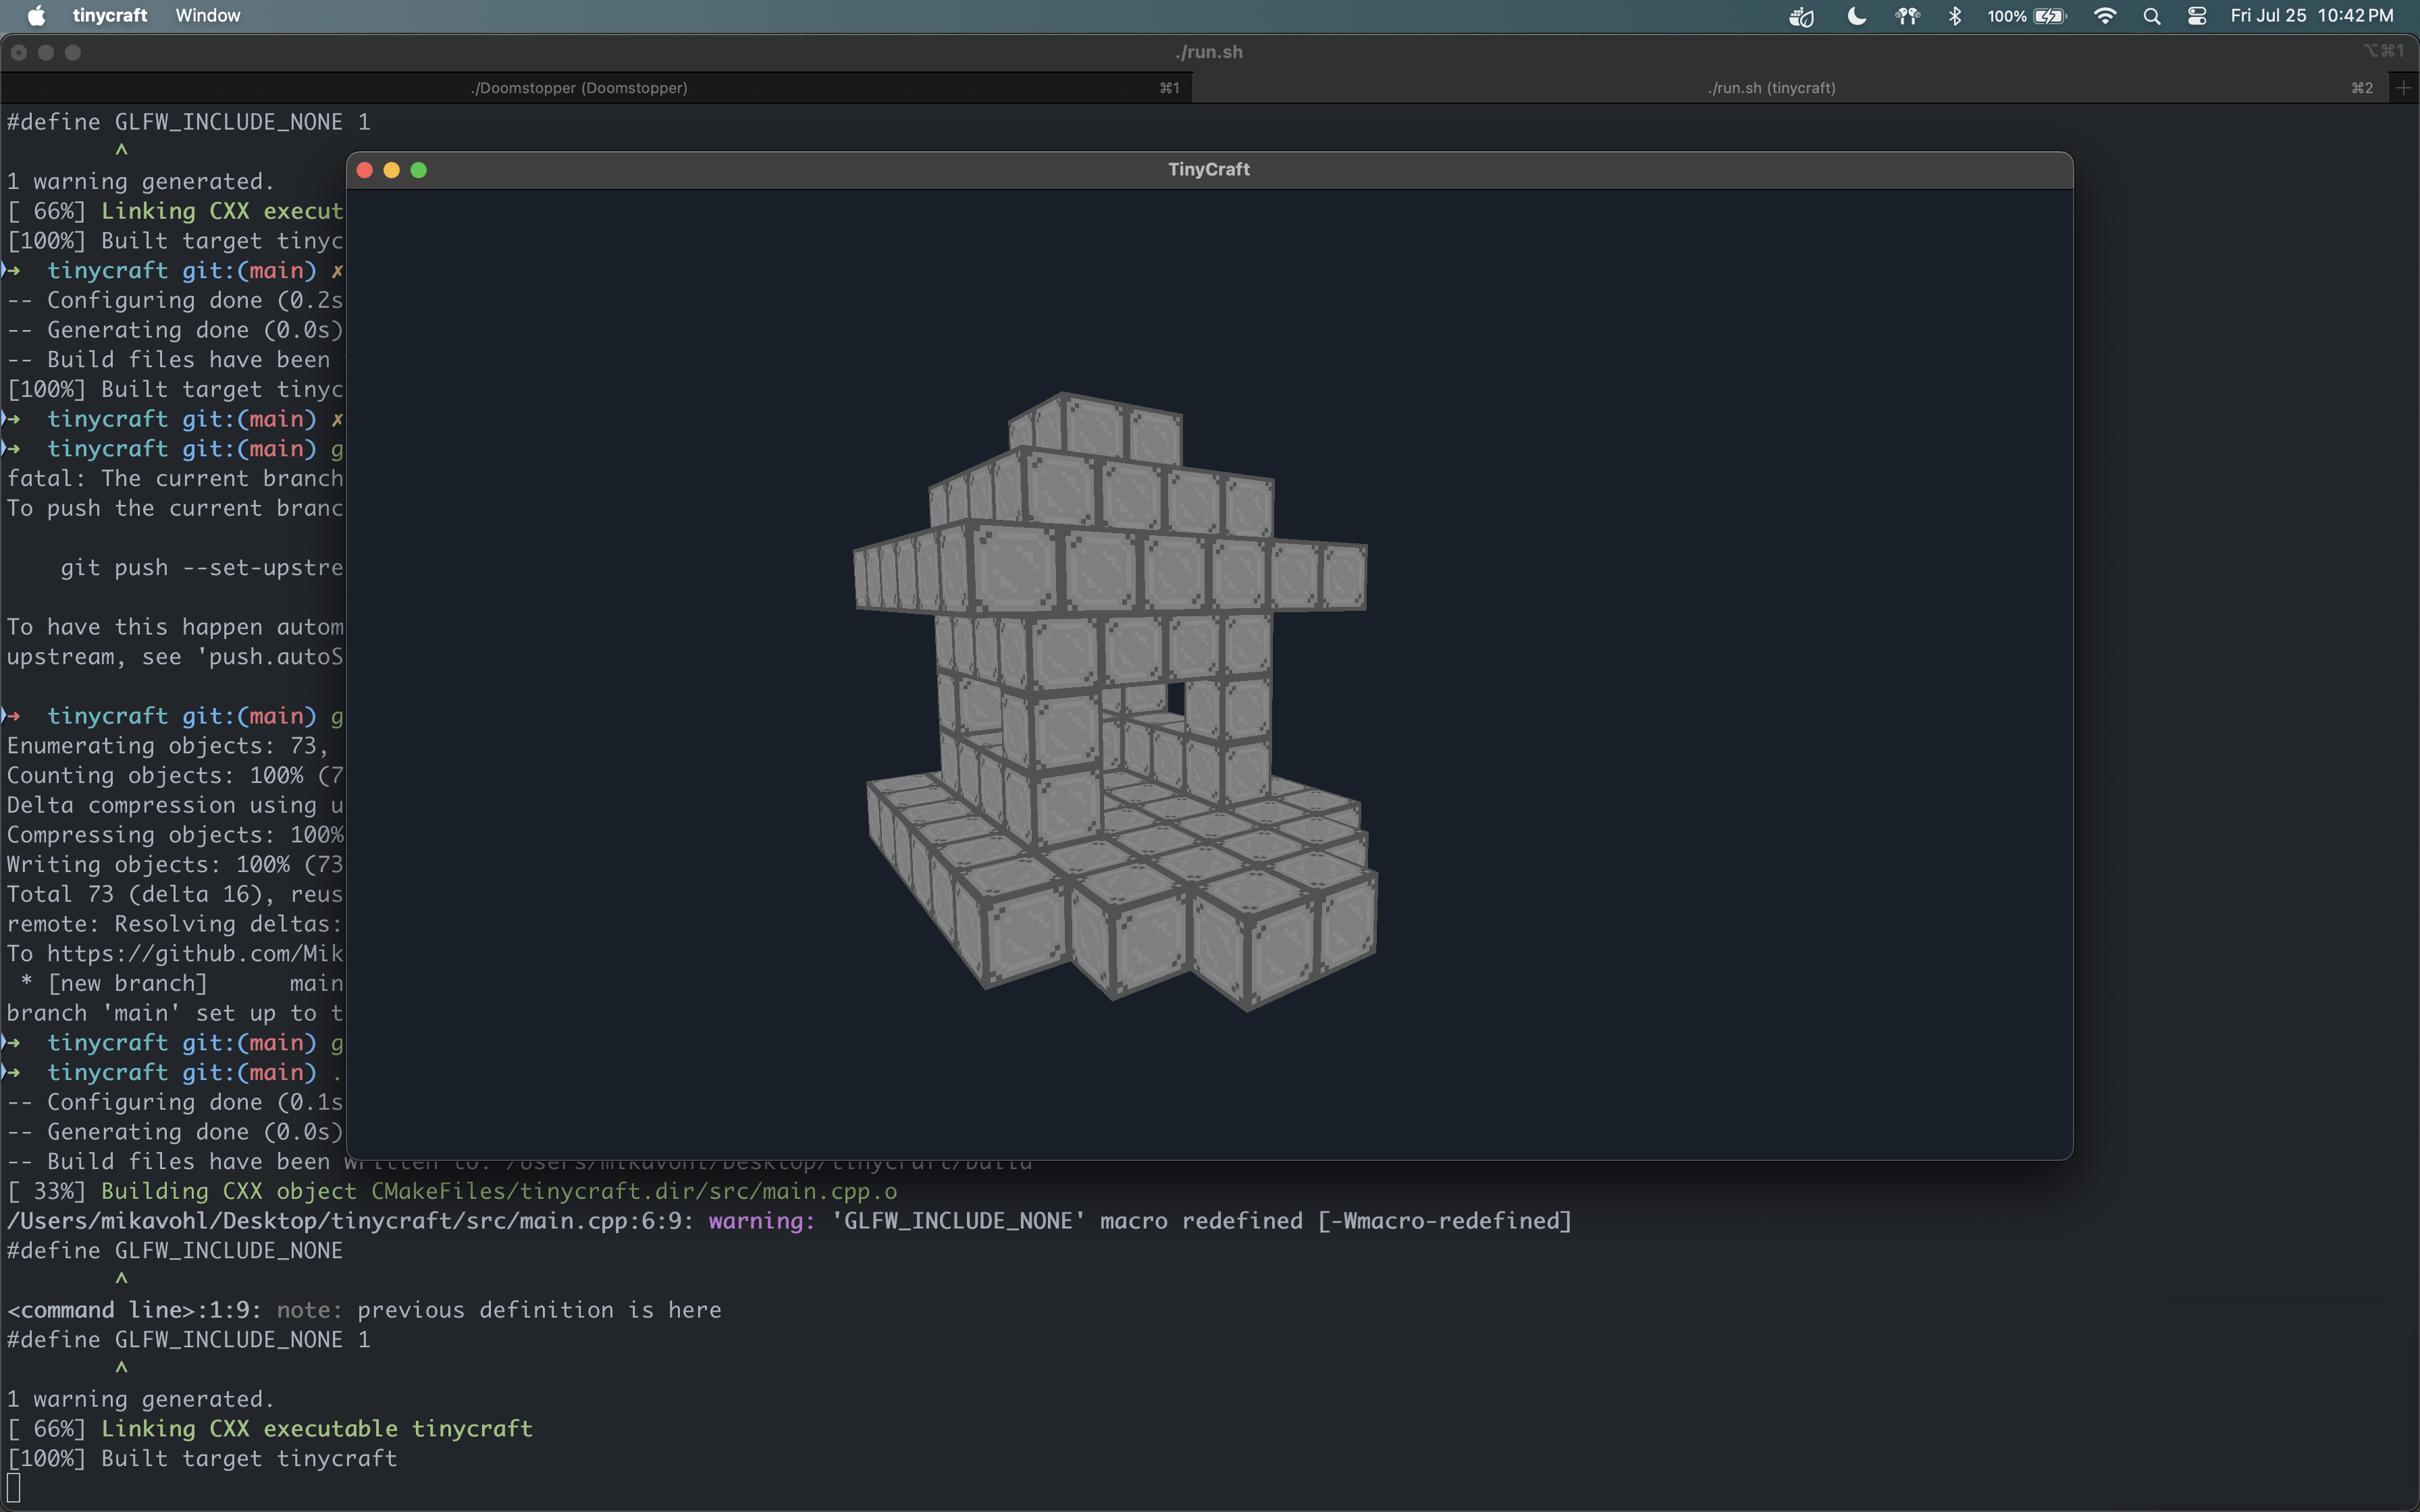 tinycraft Window 100% Fri Jul 25 10:42 PM
./run.sh ⌥⌘1
./Doomstopper (Doomstopper) ⌘1 ./run.sh (tinycraft) ⌘2 +
#define GLFW_INCLUDE_NONE 1
^
TinyCraft
1 warning generated.
[ 66%] Linking CXX execut
[100%] Built target tinyc
→ tinycraft git:(main) ✗
-- Configuring done (0.2s
-- Generating done (0.0s)
-- Build files have been
[100%] Built target tinyc
→ tinycraft git:(main) ✗
→ tinycraft git:(main) g
fatal: The current branch
To push the current branc
git push --set-upstre
To have this happen autom
upstream, see 'push.autoS
→ tinycraft git:(main) g
Enumerating objects: 73,
Counting objects: 100% (7
Delta compression using u
Compressing objects: 100%
Writing objects: 100% (73
Total 73 (delta 16), reus
remote: Resolving deltas:
To https://github.com/Mik
* [new branch] main
branch 'main' set up to t
→ tinycraft git:(main) g
→ tinycraft git:(main) .
-- Configuring done (0.1s
-- Generating done (0.0s)
-- Build files have been written to: /Users/mikavohl/Desktop/tinycraft/build
[ 33%] Building CXX object CMakeFiles/tinycraft.dir/src/main.cpp.o
/Users/mikavohl/Desktop/tinycraft/src/main.cpp:6:9: warning: 'GLFW_INCLUDE_NONE' macro redefined [-Wmacro-redefined]
#define GLFW_INCLUDE_NONE
^
<command line>:1:9: note: previous definition is here
#define GLFW_INCLUDE_NONE 1
^
1 warning generated.
[ 66%] Linking CXX executable tinycraft
[100%] Built target tinycraft